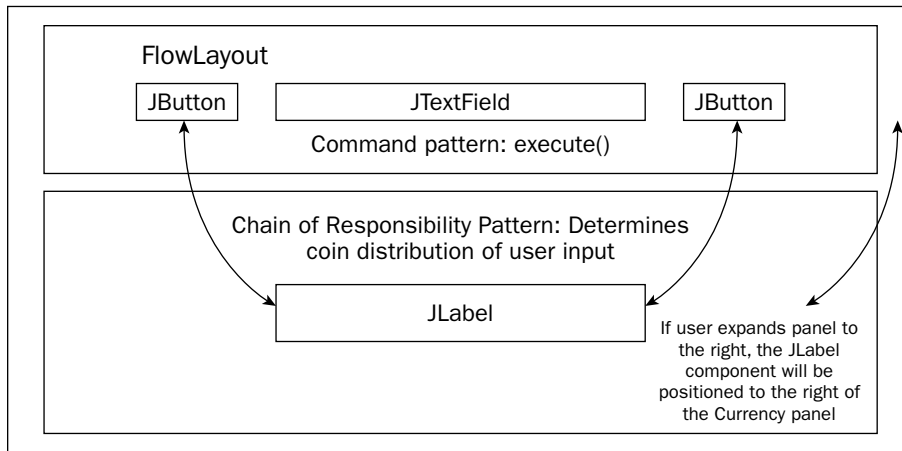 FlowLayout
JButton
JTextField
JButton
Command pattern: execute()
Chain of Responsibility Pattern: Determines
coin distribution of user input
JLabel
If user expands panel to
the right, the JLabel
component will be
positioned to the right of
the Currency panel